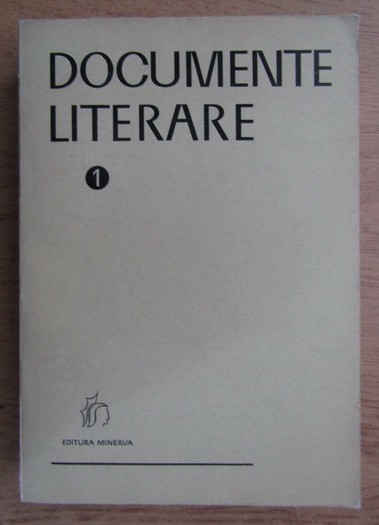 DOCUMENTE
LITERARE
1
EDITURA MINERVA